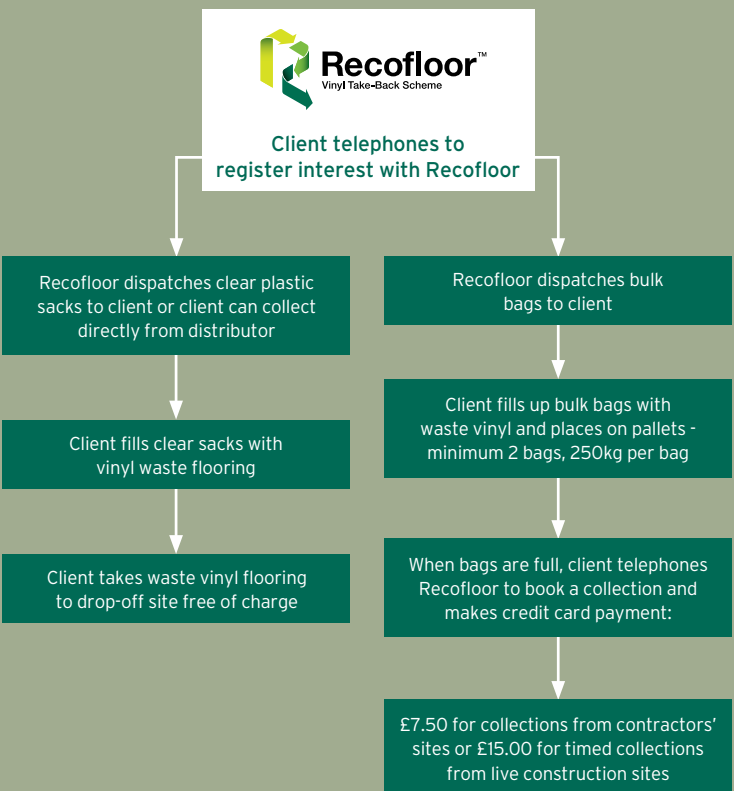 Recofloor™
Vinyl Take-Back Scheme
Client telephones to
register interest with Recofloor
Recofloor dispatches clear plastic
sacks to client or client can collect
directly from distributor
Client fills clear sacks with
vinyl waste flooring
Client takes waste vinyl flooring
to drop-off site free of charge
Recofloor dispatches bulk
bags to client
Client fills up bulk bags with
waste vinyl and places on pallets -
minimum 2 bags, 250kg per bag
When bags are full, client telephones
Recofloor to book a collection and
makes credit card payment:
£7.50 for collections from contractors’
sites or £15.00 for timed collections
from live construction sites